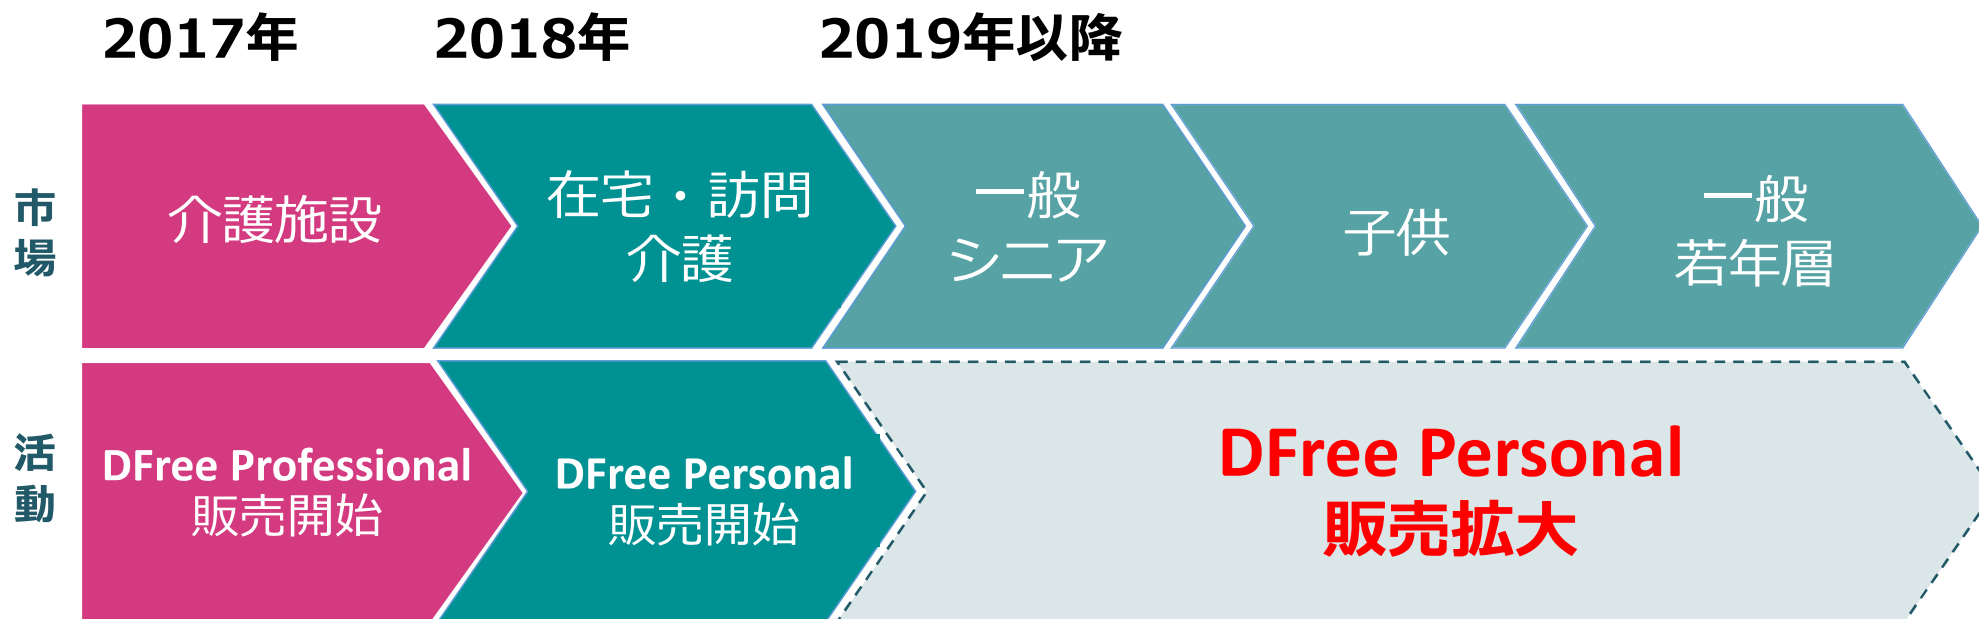 2017年
2018年
2019年以降
市場
介護施設
在宅・訪問
介護
一般
シニア
子供
一般
若年層
活動
DFree Professional
販売開始
DFree Personal
販売開始
DFree Personal
販売拡大